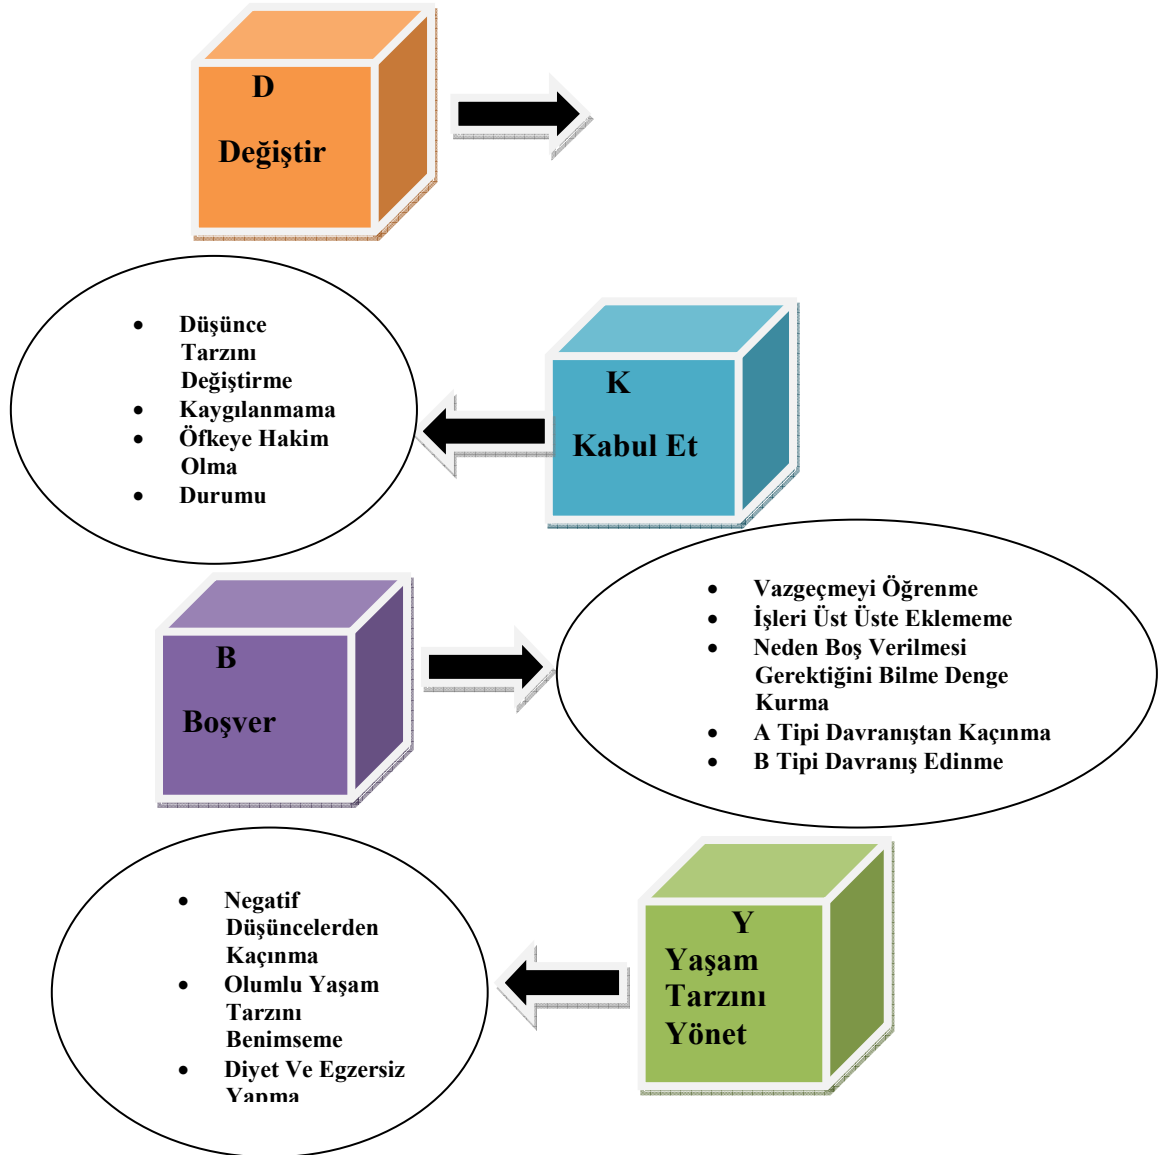 D
Değiştir
• Düşünce
Tarzını
Değiştirme
• Kaygılanmama
• Öfkeye Hakim
Olma
• Durumu
K
Kabul Et
B
Boşver
• Vazgeçmeyi Öğrenme
• İşleri Üst Üste Eklememe
• Neden Boş Verilmesi
Gerektiğini Bilme Denge
Kurma
• A Tipi Davranıştan Kaçınma
• B Tipi Davranış Edinme
• Negatif
Düşüncelerden
Kaçınma
• Olumlu Yaşam
Tarzını
Benimseme
• Diyet Ve Egzersiz
Yapma
Y
Yaşam
Tarzını
Yönet